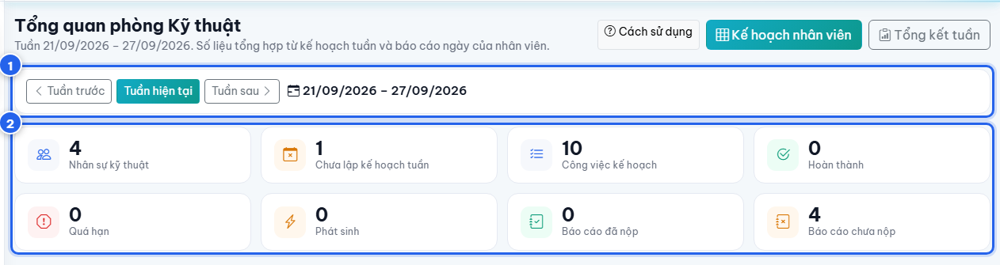 Tổng quan phòng Kỹ thuật
Tuần 21/09/2026 – 27/09/2026. Số liệu tổng hợp từ kế hoạch tuần và báo cáo ngày của nhân viên.
Cách sử dụng
Kế hoạch nhân viên
Tổng kết tuần
1
Tuần trước
Tuần hiện tại
Tuần sau
21/09/2026 – 27/09/2026
2
4
Nhân sự kỹ thuật
1
Chưa lập kế hoạch tuần
10
Công việc kế hoạch
0
Hoàn thành
0
Quá hạn
0
Phát sinh
0
Báo cáo đã nộp
4
Báo cáo chưa nộp